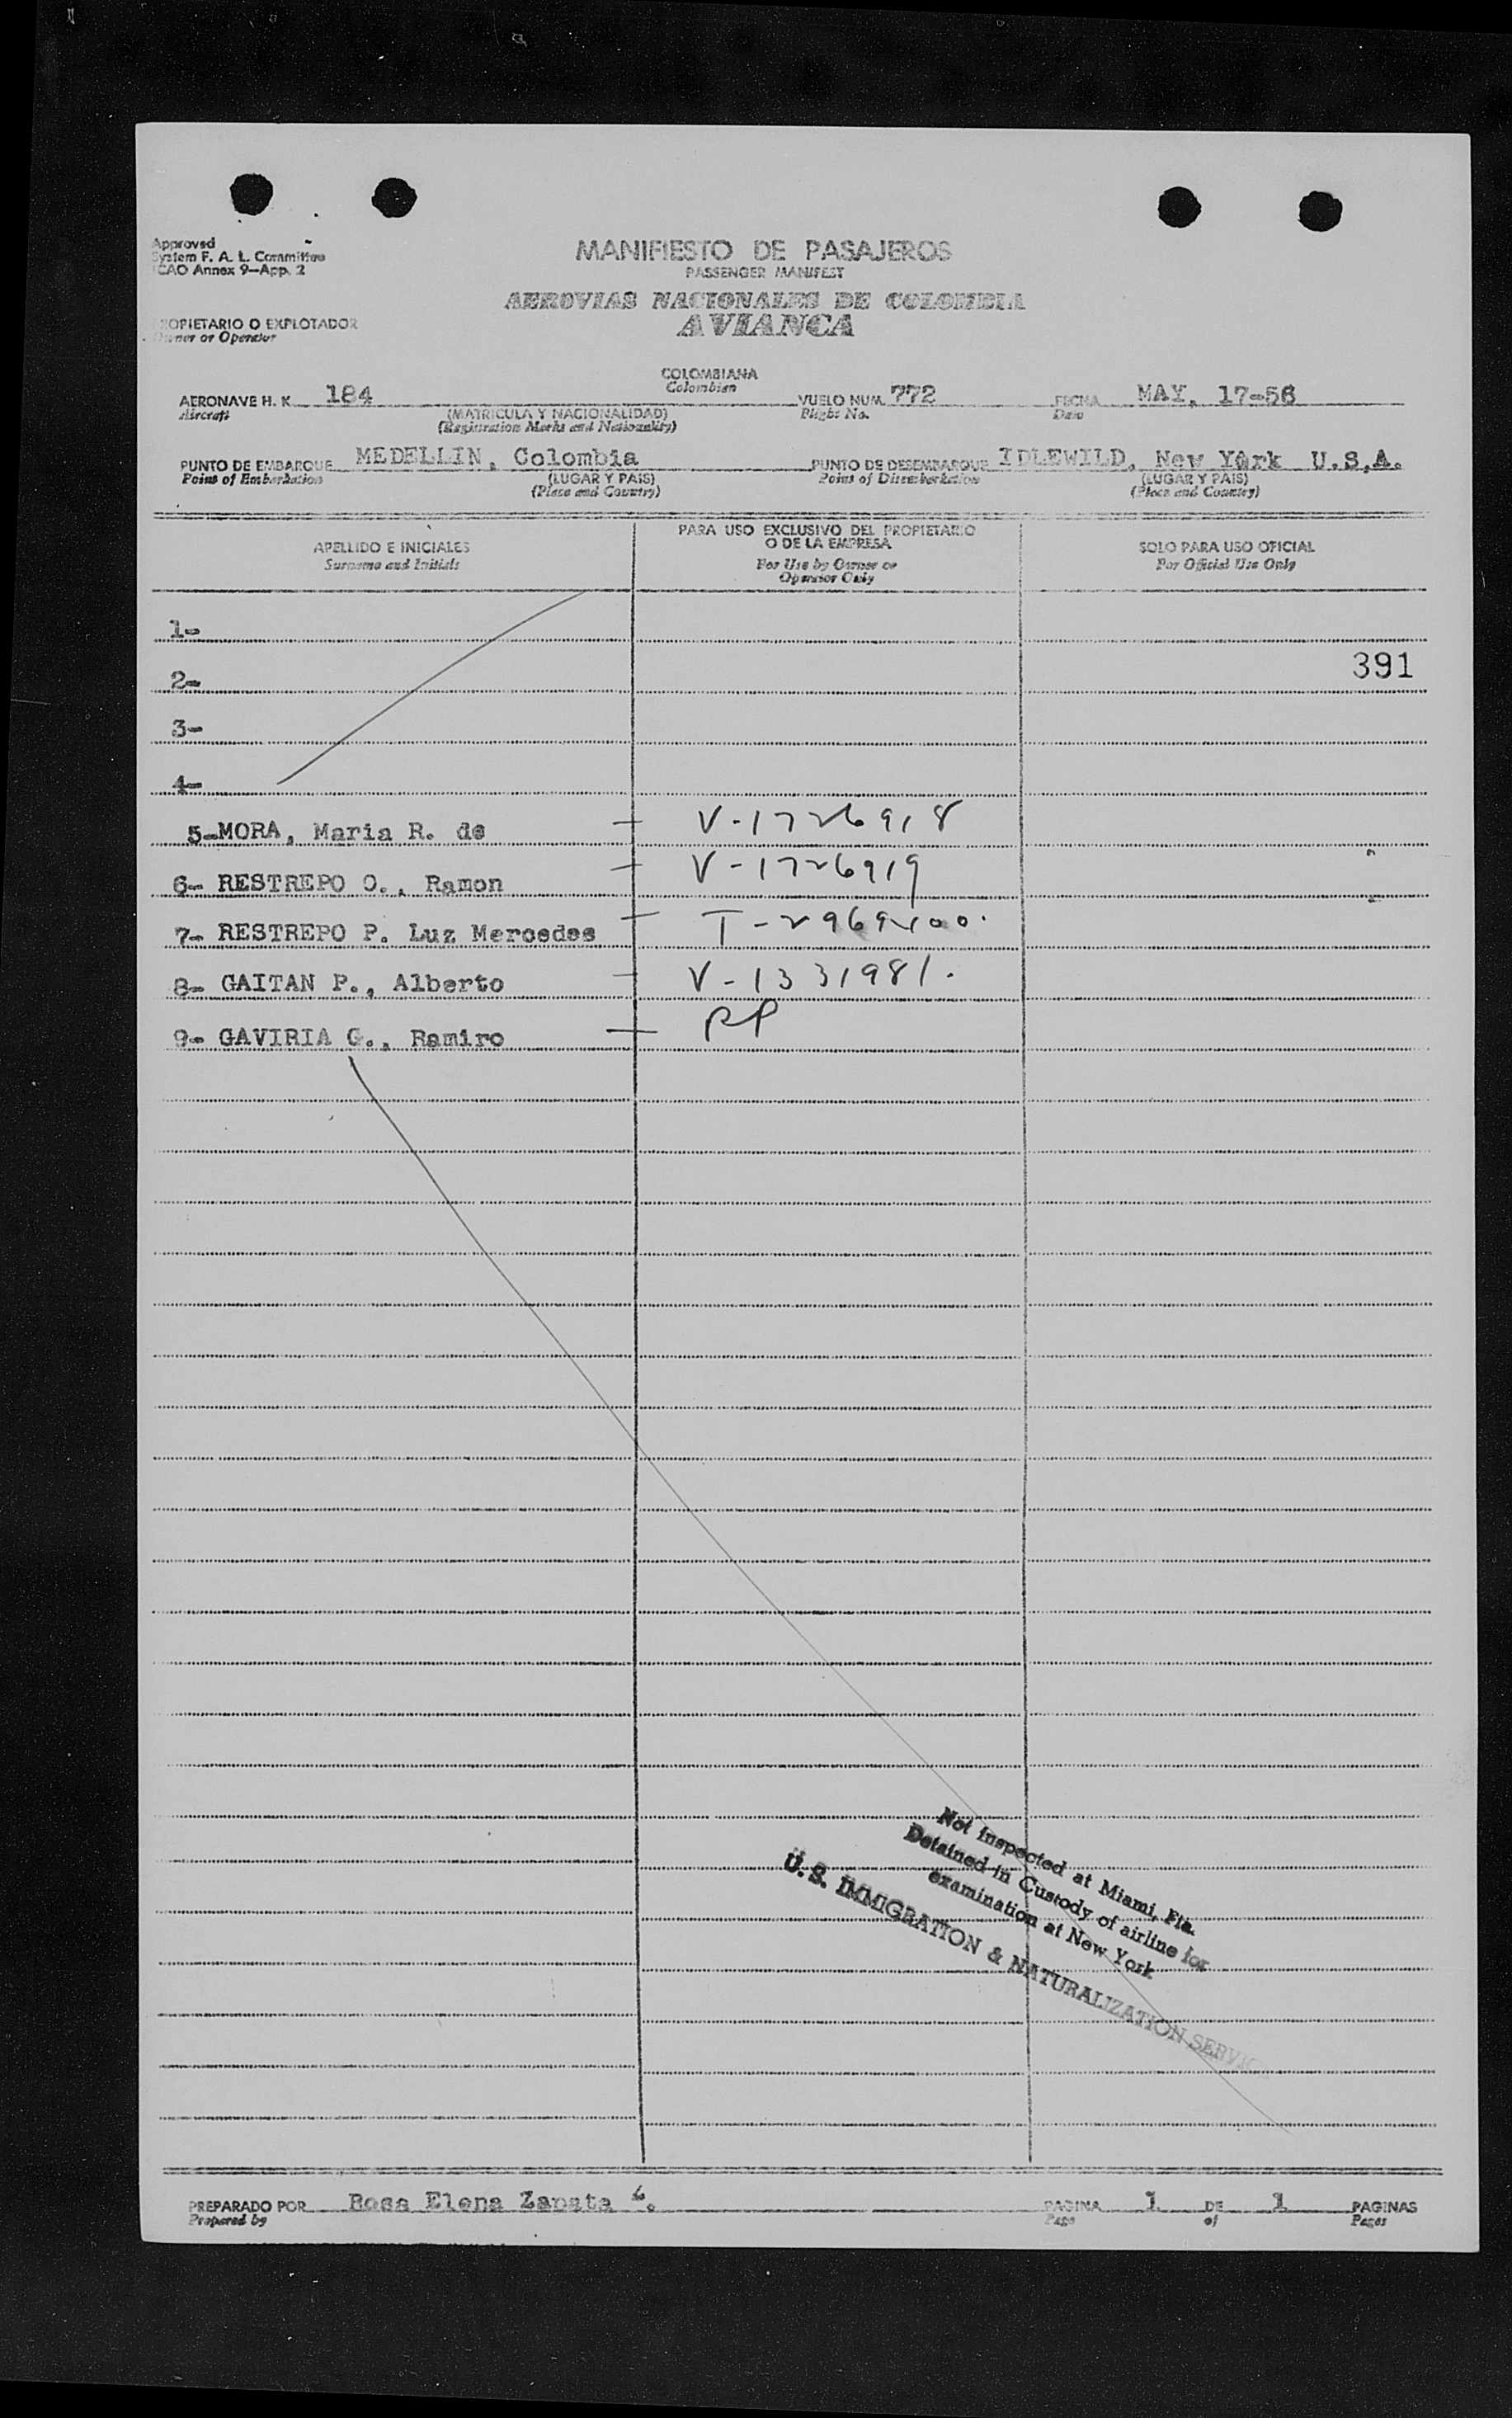 Approved
System F. A. L. Committee
ICAO Annex 9-App. 2
MANIFIESTO DE PASAJEROS
PASSENGER MANIFEST
AEROVIAS NACIONALES DE COLOMBIA
AVIANCA
PROPIETARIO O EXPLOTADOR
Owner or Operator
COLOMBIANA
Colombian
AERONAVE H. K. 184 VUELO NUM. 772 FECHA MAY, 17-56
Aircraft (MATRICULA Y NACIONALIDAD) Flight No. Date
(Registration Marks and Nationality)
PUNTO DE EMBARQUE MEDELLIN, Colombia PUNTO DE DESEMBARQUE IDLEWILD, New York U.S.A.
Point of Embarkation (LUGAR Y PAIS) Point of Disembarkation (LUGAR Y PAIS)
(Place and Country) (Place and Country)
APELLIDO E INICIALES
Surname and Initials
PARA USO EXCLUSIVO DEL PROPIETARIO
O DE LA EMPRESA
For Use by Owner or
Operator Only
SOLO PARA USO OFICIAL
For Official Use Only
1-
2- 391
3-
4-
5-MORA, Maria R. de V-1726918
6- RESTREPO O., Ramon V-1726919
7- RESTREPO P. Luz Mercedes
8- GAITAN P., Alberto V-1331981.
9- GAVIRIA G., Ramiro RP
Not inspected at Miami, Fla.
Detained in Custody of airline for
examination at New York
U.S. IMMIGRATION & NATURALIZATION SERVICE
PREPARADO POR Rosa Elena Zapata PAGINA 1 DE 1 PAGINAS
Prepared by Page of Pages